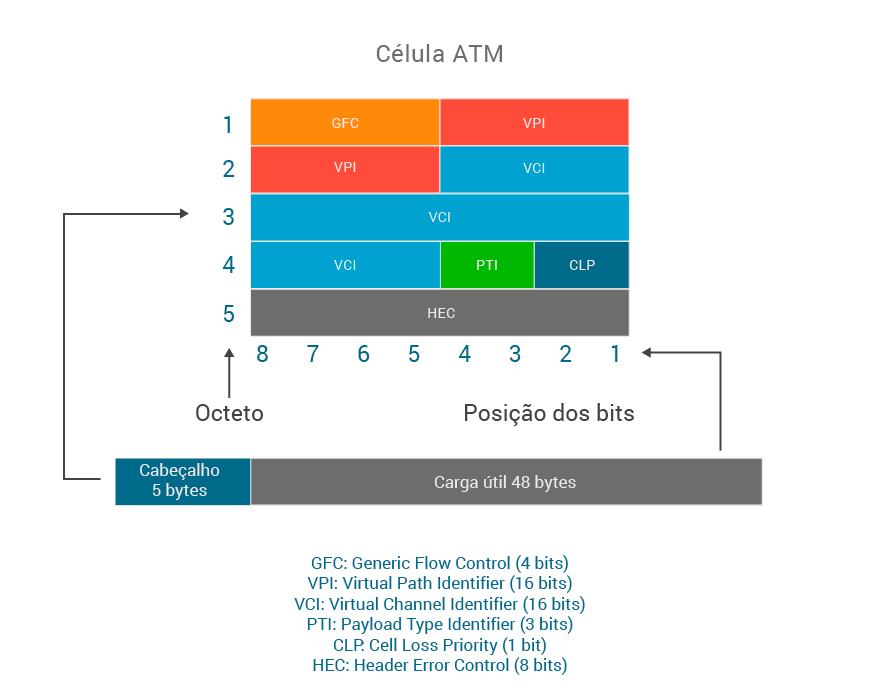 Célula ATM
1 GFC VPI
2 VPI VCI
3 VCI
4 VCI PTI CLP
5 HEC
8 7 6 5 4 3 2 1
Octeto Posição dos bits
Cabeçalho
5 bytes
Carga útil 48 bytes
GFC: Generic Flow Control (4 bits)
VPI: Virtual Path Identifier (16 bits)
VCI: Virtual Channel Identifier (16 bits)
PTI: Payload Type Identifier (3 bits)
CLP: Cell Loss Priority (1 bit)
HEC: Header Error Control (8 bits)